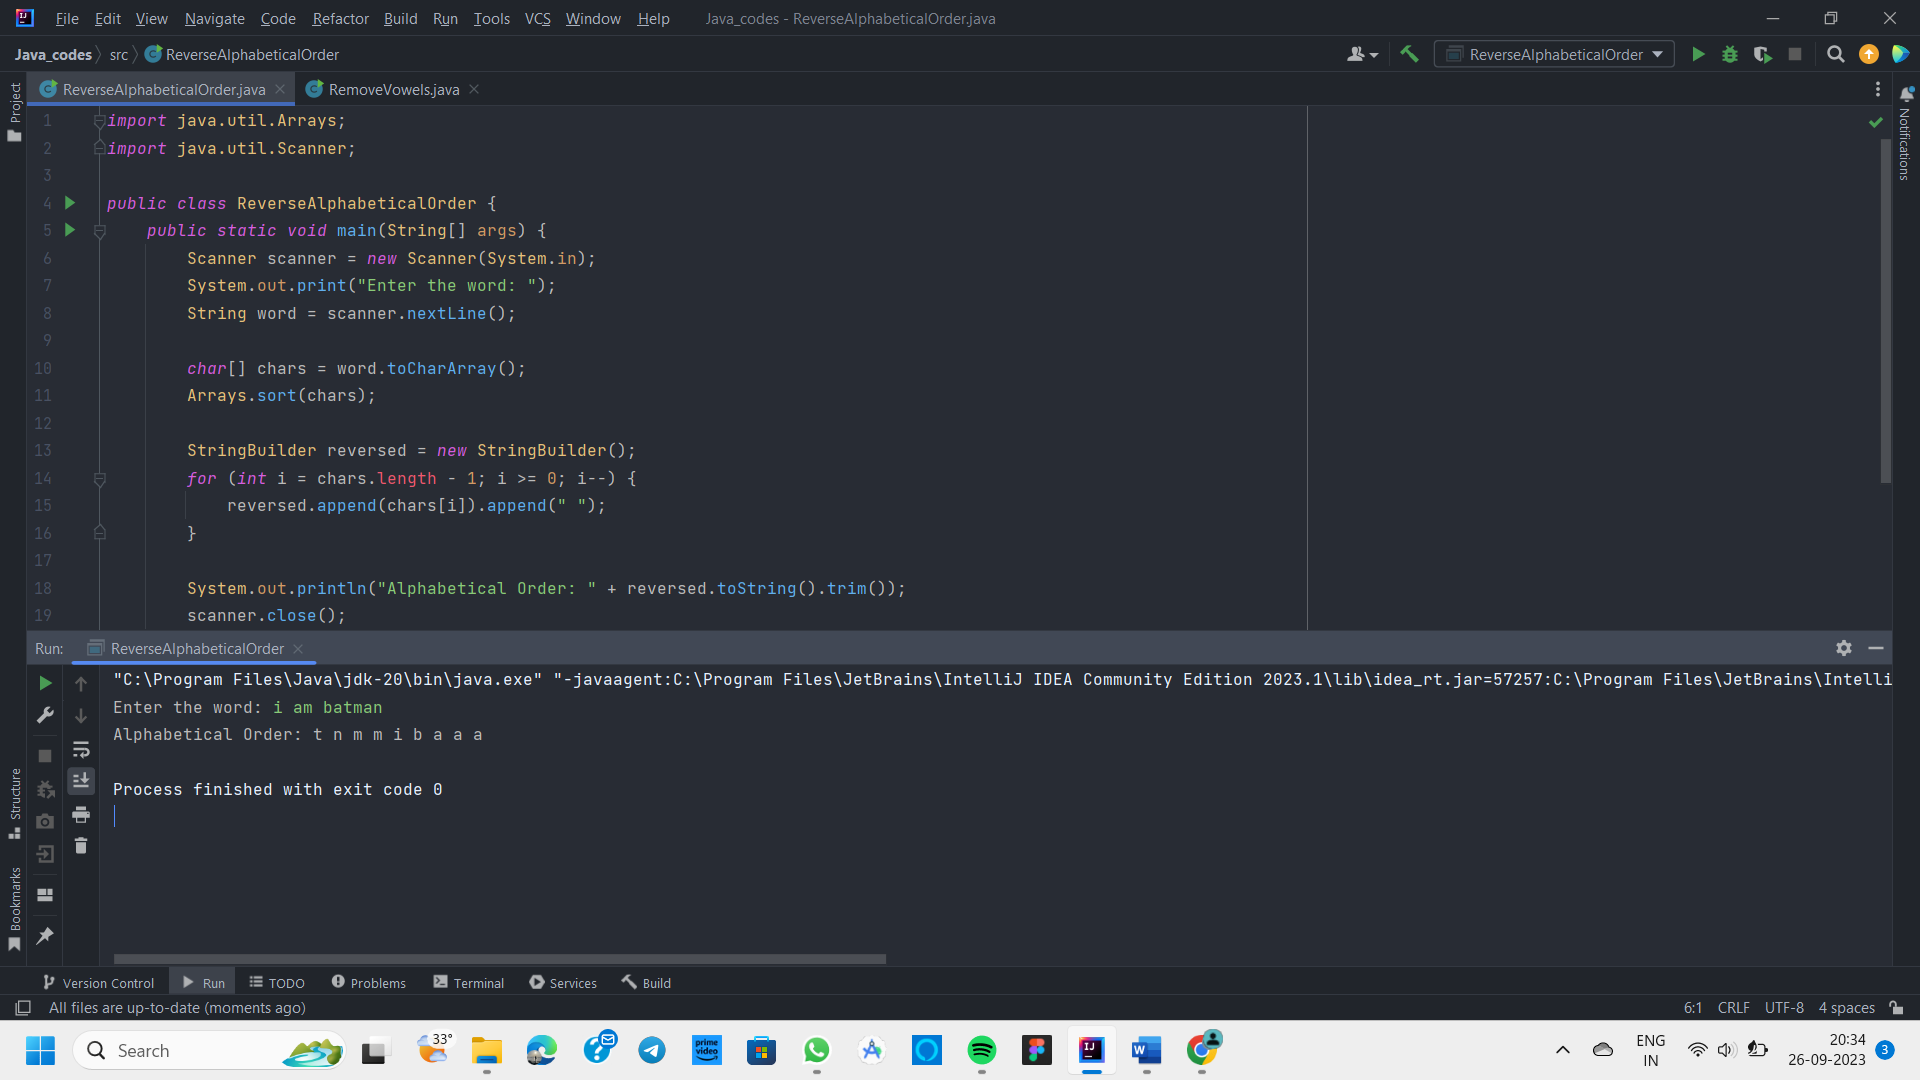 File Edit View Navigate Code Refactor Build Run Tools VCS Window Help Java_codes - ReverseAlphabeticalOrder.java
Java_codes src ReverseAlphabeticalOrder ReverseAlphabeticalOrder
Project
ReverseAlphabeticalOrder.java RemoveVowels.java
Notifications
1 import java.util.Arrays;
2 import java.util.Scanner;
3
4 public class ReverseAlphabeticalOrder {
5 public static void main(String[] args) {
6 Scanner scanner = new Scanner(System.in);
7 System.out.print("Enter the word: ");
8 String word = scanner.nextLine();
9
10 char[] chars = word.toCharArray();
11 Arrays.sort(chars);
12
13 StringBuilder reversed = new StringBuilder();
14 for (int i = chars.length - 1; i >= 0; i--) {
15 reversed.append(chars[i]).append(" ");
16 }
17
18 System.out.println("Alphabetical Order: " + reversed.toString().trim());
19 scanner.close();
Run: ReverseAlphabeticalOrder
"C:\Program Files\Java\jdk-20\bin\java.exe" "-javaagent:C:\Program Files\JetBrains\IntelliJ IDEA Community Edition 2023.1\lib\idea_rt.jar=57257:C:\Program Files\JetBrains\Intelli
Enter the word: i am batman
Alphabetical Order: t n m m i b a a a
Process finished with exit code 0
Structure
Bookmarks
Version Control Run TODO Problems Terminal Services Build
All files are up-to-date (moments ago) 6:1 CRLF UTF-8 4 spaces
Search 33° prime video ENG IN 20:34 26-09-2023 3